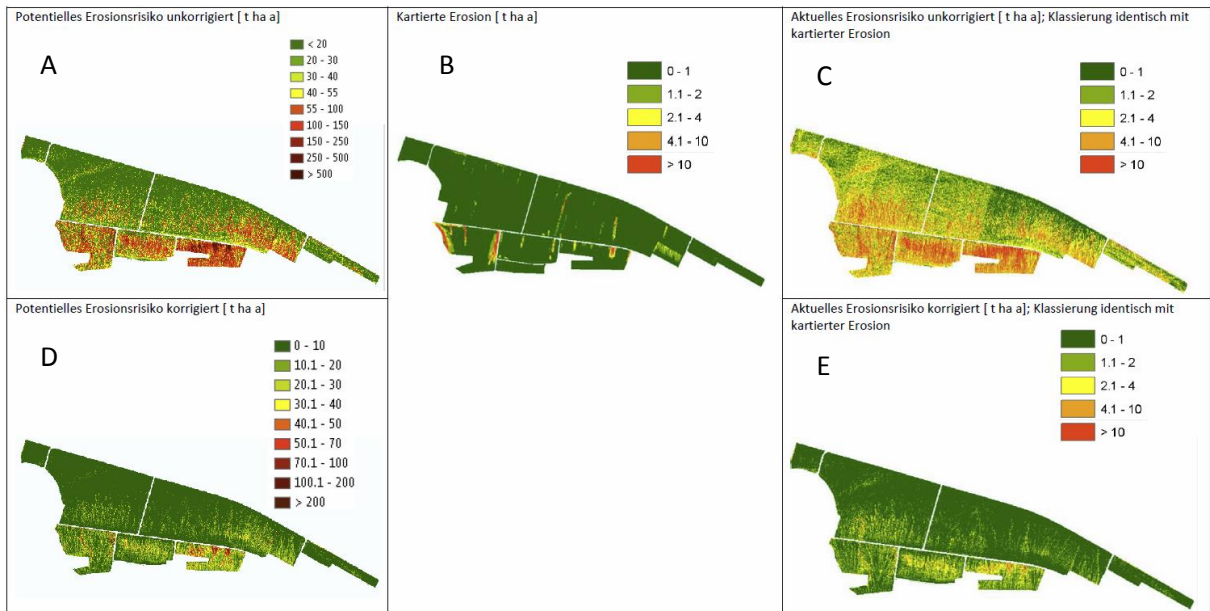 Potentielles Erosionsrisiko unkorrigiert [ t ha a]
A
< 20
20 - 30
30 - 40
40 - 55
55 - 100
100 - 150
150 - 250
250 - 500
> 500
Kartierte Erosion [ t ha a]
B
0 - 1
1.1 - 2
2.1 - 4
4.1 - 10
> 10
Aktuelles Erosionsrisiko unkorrigiert [ t ha a]; Klassierung identisch mit
kartierter Erosion
C
0 - 1
1.1 - 2
2.1 - 4
4.1 - 10
> 10
Potentielles Erosionsrisiko korrigiert [ t ha a]
D
0 - 10
10.1 - 20
20.1 - 30
30.1 - 40
40.1 - 50
50.1 - 70
70.1 - 100
100.1 - 200
> 200
Aktuelles Erosionsrisiko korrigiert [ t ha a]; Klassierung identisch mit
kartierter Erosion
E
0 - 1
1.1 - 2
2.1 - 4
4.1 - 10
> 10